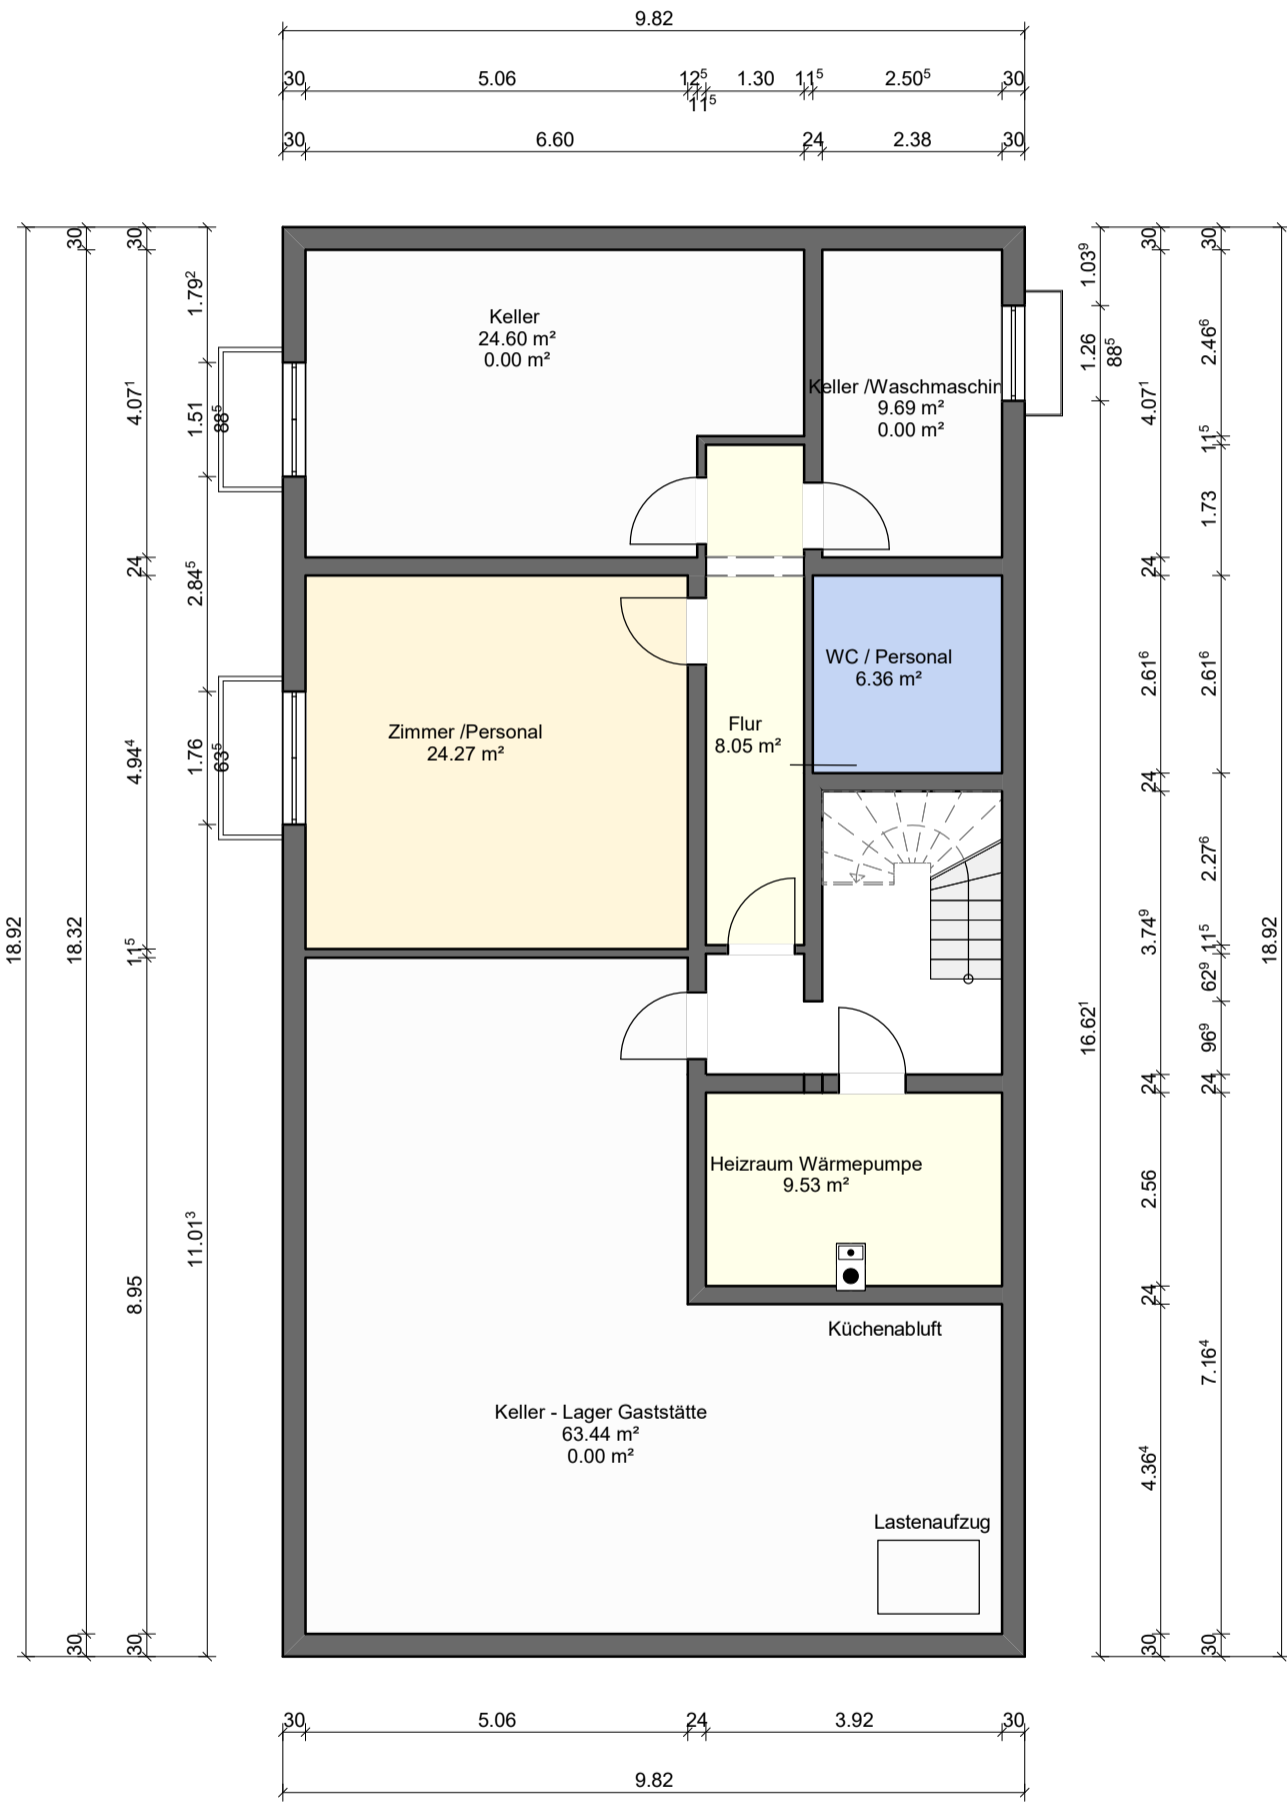 9.82
30 5.06 12⁵ 1.30 11⁵ 2.50⁵ 30
11⁵
30 6.60 24 2.38 30
18.92
30 18.32 30
30 4.07¹ 24 4.94⁴ 11⁵ 8.95 30
1.79² 1.51 2.84⁵ 1.76 11.01³
88⁵
63⁵
Keller
24.60 m²
0.00 m²
Keller /Waschmaschin
9.69 m²
0.00 m²
WC / Personal
6.36 m²
Zimmer /Personal
24.27 m²
Flur
8.05 m²
Heizraum Wärmepumpe
9.53 m²
Küchenabluft
Keller - Lager Gaststätte
63.44 m²
0.00 m²
Lastenaufzug
1.03⁹ 1.26 16.62¹
88⁵
30 4.07¹ 24 2.61⁶ 24 3.74⁹ 24 2.56 24 4.36⁴ 30
30 2.46⁶ 11⁵ 1.73 2.61⁶ 2.27⁶ 11⁵ 62⁹ 96⁹ 24 7.16⁴ 30
18.92
30 5.06 24 3.92 30
9.82